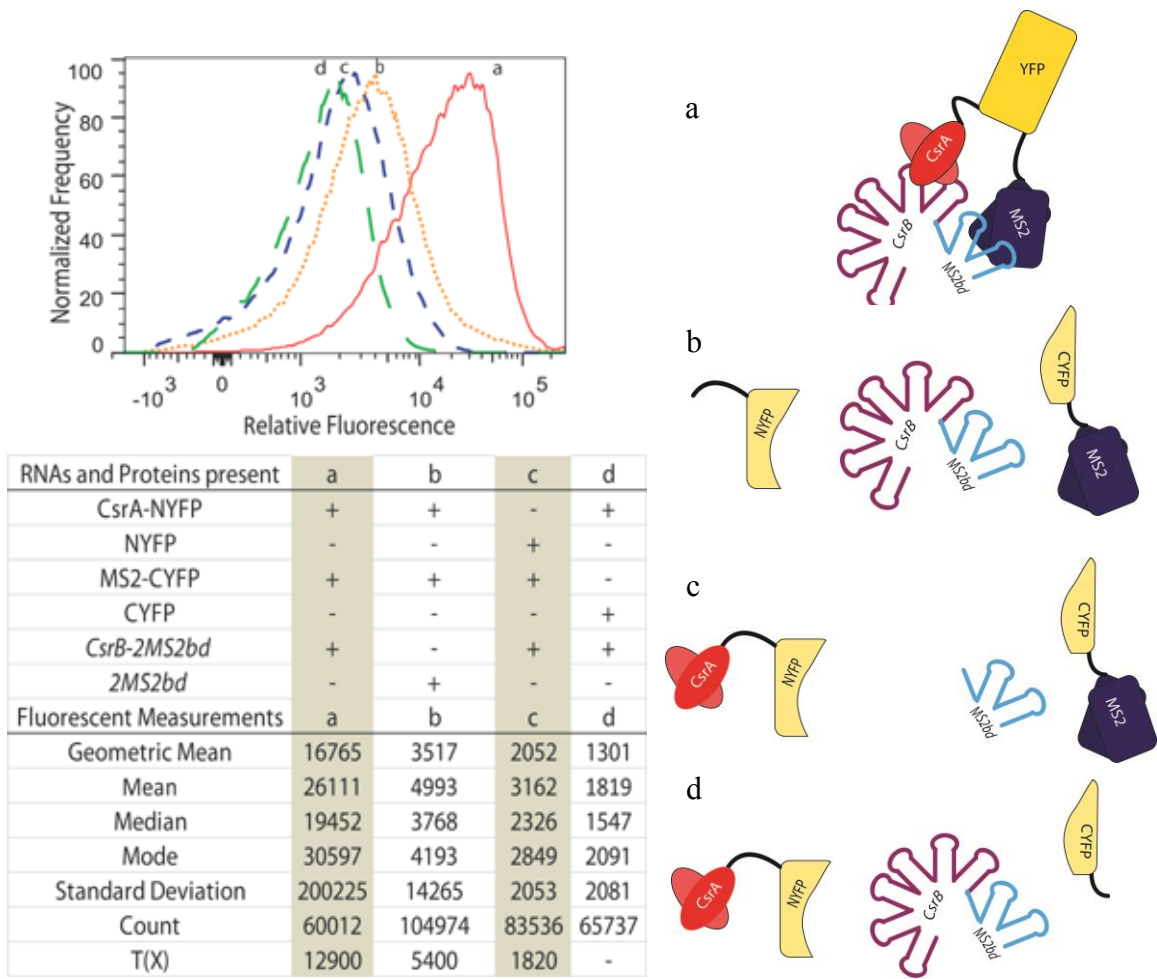 100
80
60
40
20
0
Normalized Frequency
d c b a
-10³ 0 10³ 10⁴ 10⁵
Relative Fluorescence
RNAs and Proteins present a b c d
CsrA-NYFP + + - +
NYFP - - + -
MS2-CYFP + + + -
CYFP - - - +
CsrB-2MS2bd + - + +
2MS2bd - + - -
Fluorescent Measurements a b c d
Geometric Mean 16765 3517 2052 1301
Mean 26111 4993 3162 1819
Median 19452 3768 2326 1547
Mode 30597 4193 2849 2091
Standard Deviation 200225 14265 2053 2081
Count 60012 104974 83536 65737
T(X) 12900 5400 1820 -
a
YFP
CsrA
MS2
CsrB
MS2bd
b
NYFP
CsrB
MS2bd
CYFP
MS2
c
CsrA
NYFP
MS2bd
CYFP
MS2
d
CsrA
NYFP
CsrB
MS2bd
CYFP